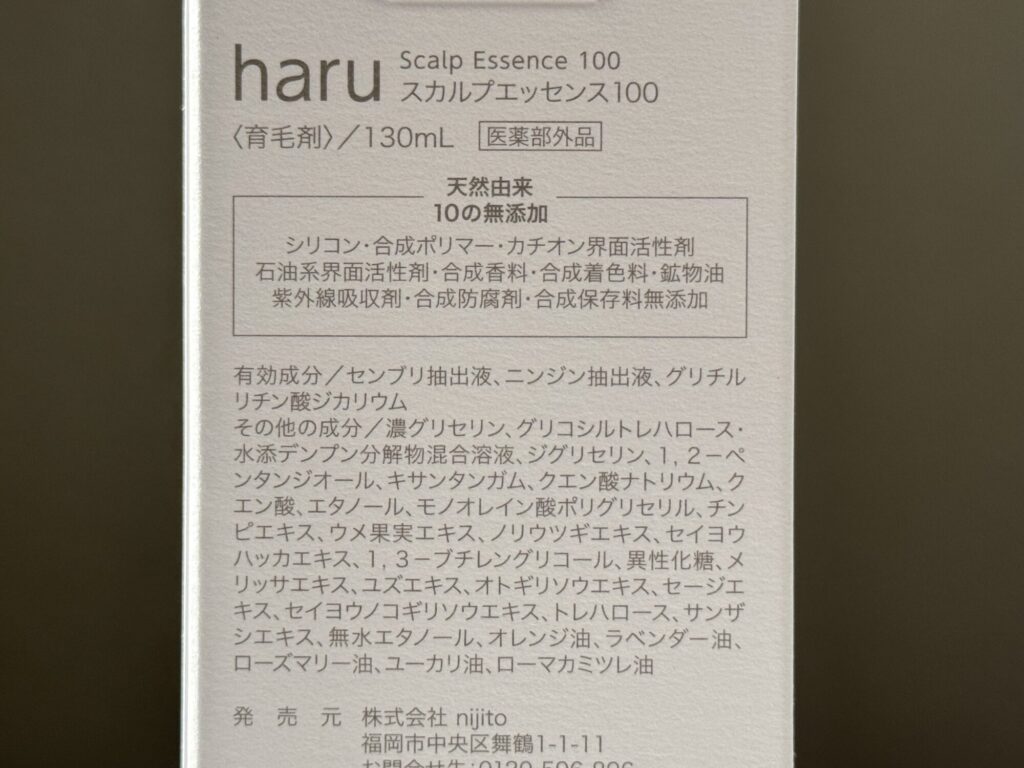 haru Scalp Essence 100
スカルプエッセンス100
〈育毛剤〉／130mL 医薬部外品
天然由来
10の無添加
シリコン・合成ポリマー・カチオン界面活性剤
石油系界面活性剤・合成香料・合成着色料・鉱物油
紫外線吸収剤・合成防腐剤・合成保存料無添加
有効成分／センブリ抽出液、ニンジン抽出液、グリチル
リチン酸ジカリウム
その他の成分／濃グリセリン、グリコシルトレハロース・
水添デンプン分解物混合溶液、ジグリセリン、1, 2－ペ
ンタンジオール、キサンタンガム、クエン酸ナトリウム、ク
エン酸、エタノール、モノオレイン酸ポリグリセリル、チン
ピエキス、ウメ果実エキス、ノリウツギエキス、セイヨウ
ハッカエキス、1, 3－ブチレングリコール、異性化糖、メ
リッサエキス、ユズエキス、オトギリソウエキス、セージエ
キス、セイヨウノコギリソウエキス、トレハロース、サンザ
シエキス、無水エタノール、オレンジ油、ラベンダー油、
ローズマリー油、ユーカリ油、ローマカミツレ油
発売元 株式会社 nijito
福岡市中央区舞鶴1-1-11